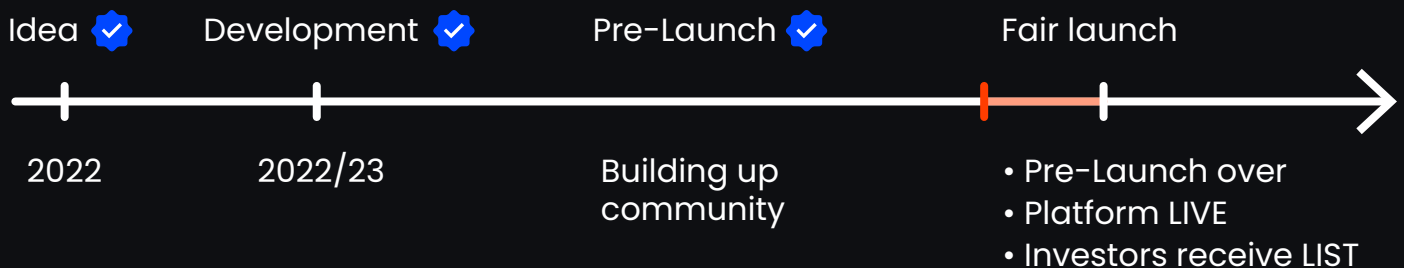 Idea
Development
Pre-Launch
Fair launch
2022
2022/23
Building up
community
• Pre-Launch over
• Platform LIVE
• Investors receive LIST